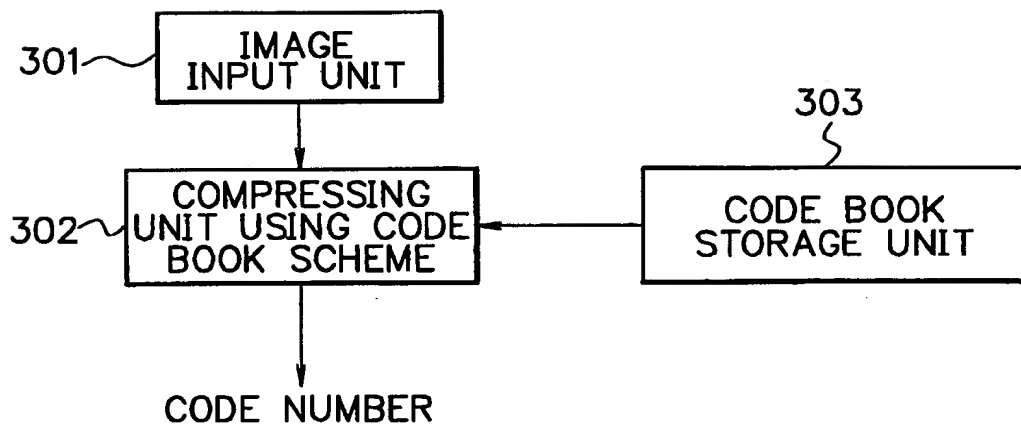 301
IMAGE
INPUT UNIT
303
302
COMPRESSING
UNIT USING CODE
BOOK SCHEME
CODE BOOK
STORAGE UNIT
CODE NUMBER